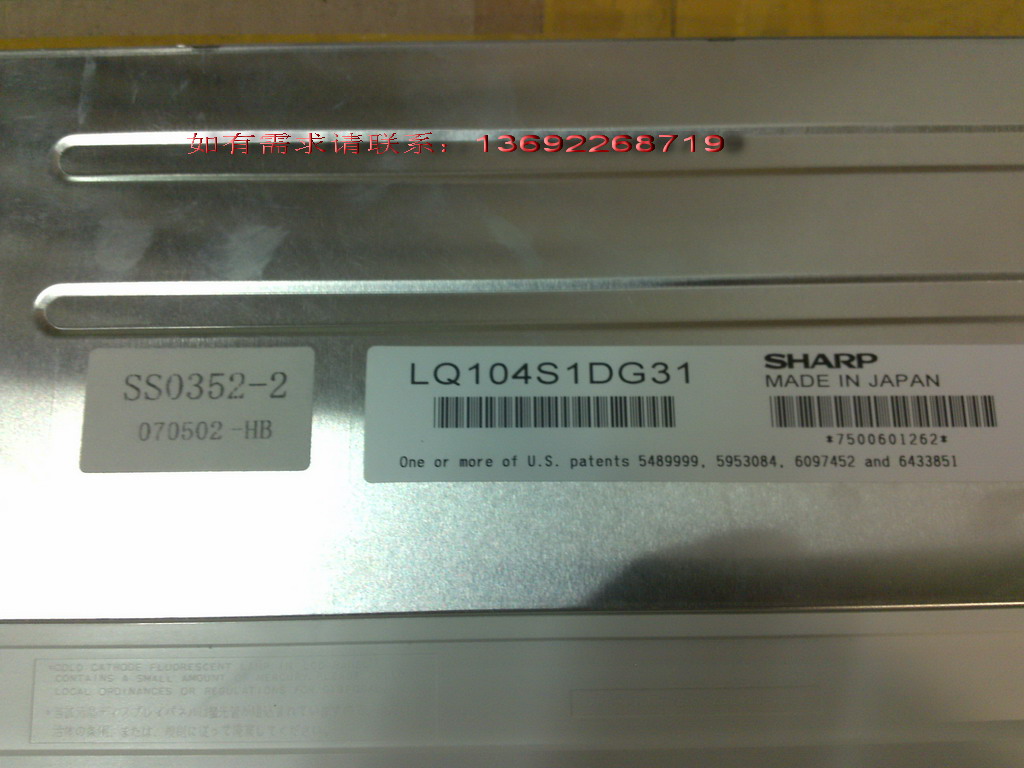 如有需求请联系：13692268719
SS0352-2
070502-HB
LQ104S1DG31
SHARP
MADE IN JAPAN
*7500601262*
One or more of U.S. patents 5489999, 5953084, 6097452 and 6433851
*COLD CATHODE FLUORESCENT
CONTAINS A SMALL AMOUNT
LOCAL ORDINANCES OR REGULATIONS FOR